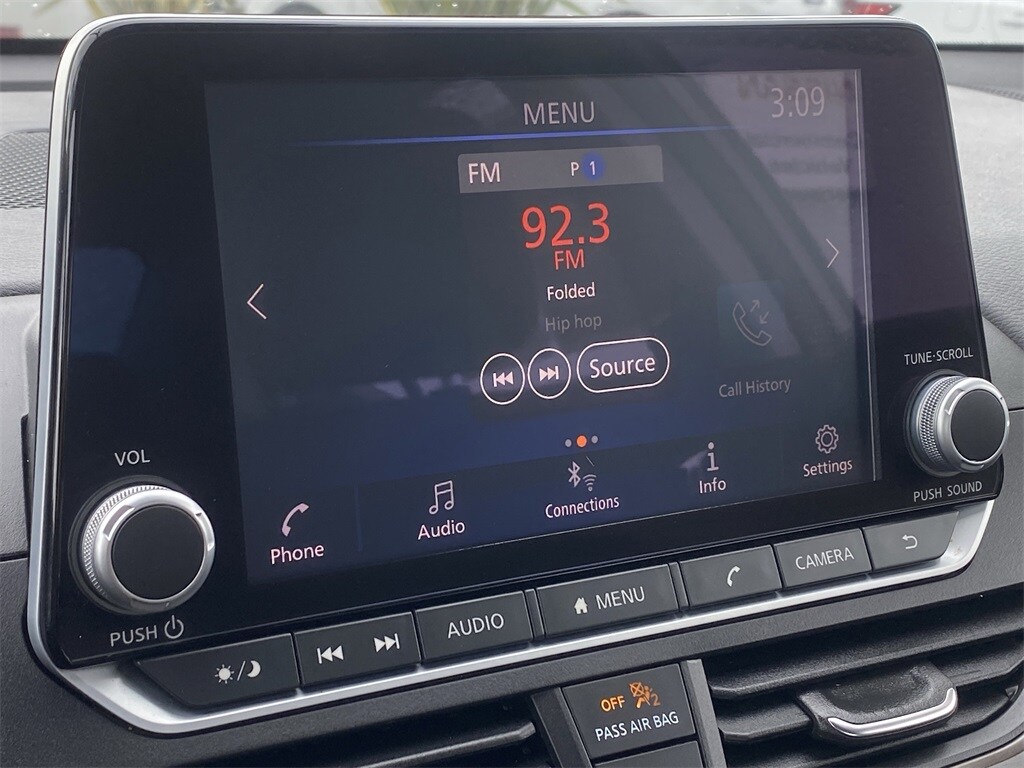 MENU
3:09
FM P 1
92.3
FM
Folded
Hip hop
Source
Call History
Phone
Audio
Connections
Info
Settings
VOL
PUSH
TUNE·SCROLL
PUSH SOUND
AUDIO
MENU
CAMERA
OFF 2
PASS AIR BAG